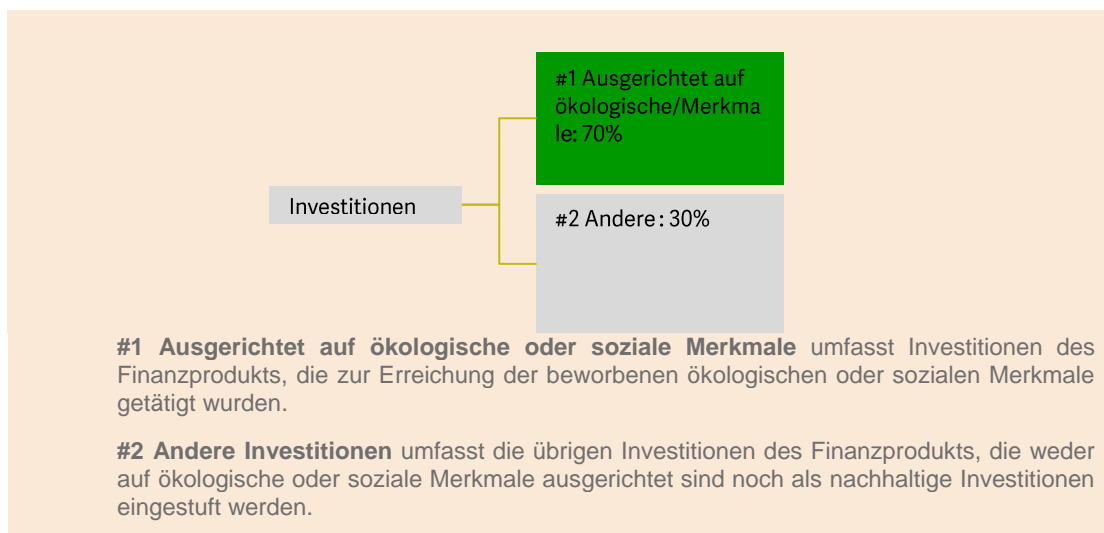 #1 Ausgerichtet auf
ökologische/Merkma
le: 70%
Investitionen
#2 Andere: 30%
#1 Ausgerichtet auf ökologische oder soziale Merkmale umfasst Investitionen des
Finanzprodukts, die zur Erreichung der beworbenen ökologischen oder sozialen Merkmale
getätigt wurden.
#2 Andere Investitionen umfasst die übrigen Investitionen des Finanzprodukts, die weder
auf ökologische oder soziale Merkmale ausgerichtet sind noch als nachhaltige Investitionen
eingestuft werden.